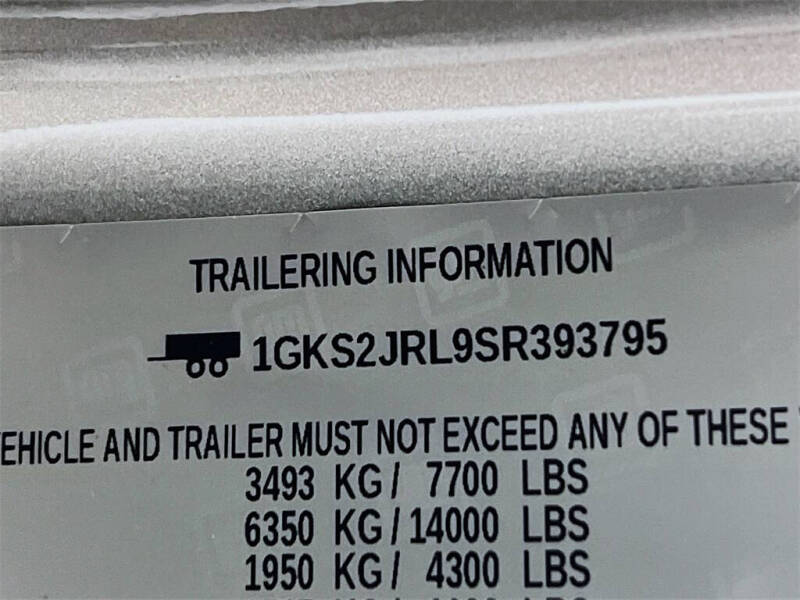 TRAILERING INFORMATION
1GKS2JRL9SR393795
EHICLE AND TRAILER MUST NOT EXCEED ANY OF THESE
3493 KG/ 7700 LBS
6350 KG/14000 LBS
1950 KG/ 4300 LBS